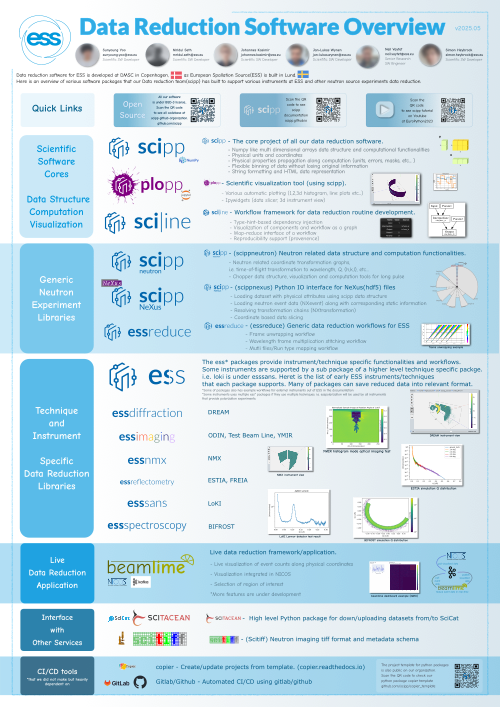 ess
Data Reduction Software Overview
v2025.05
Sunyoung Yoo
Mridul Seth
Johannes Kasimir
Jan-Lukas Wynen
Neil Vaytet
Simon Heybrock
Data reduction software for ESS is developed at DMSC in Copenhagen as European Spallation Source(ESS) is built in Lund
Here is an overview of various software packages that our Data Reduction Team(scipp) has built to support various instruments at ESS and other neutron source experiments data reduction.
Quick Links
Open
Source
scipp
Scan the QR
code to see
scipp
documentation
Scan the
QR code
Scientific
Software
Cores
Data Structure
Computation
Visualization
scipp
scipp - The core project of all our data reduction software.
- Numpy like multi dimensional arrays data structure and computational functionalities
- Physical units and coordinates
- Physical properties propagation along computation (units, errors, masks, etc..)
- Flexible binning of data without losing original information
- String formatting and HTML data representation
plopp
- Scientific visualization tool (using scipp).
- Various automatic plotting (1,2,3d histogram, line plots etc..)
- Ipywidgets (data slicer, 3d instrument view)
sciline
sciline - Workflow framework for data reduction routine development.
- Type-hint-based dependency injection
- Visualization of components and workflow as a graph
- Map-reduce interface of a workflow
- Reproducibility support (provenance)
Generic
Neutron
Experiment
Libraries
scipp
neutron
scipp - (scippneutron) Neutron related data structure and computation functionalities.
- Neutron related coordinate transformation graphs
i.e. time-of-flight transformation to wavelength, Q, (h,k,l), etc.
- Chopper data structure, visualization and computation tools for long pulse
NeXus
scipp
NeXus
scipp - (scippnexus) Python IO interface for NeXus(hdf5) files
- Loading dataset with physical attributes using scipp data structure
- Loading neutron event data (NXevent) along with corresponding static information
- Resolving transformation chains (NXtransformation)
- Coordinate based data slicing
essreduce
essreduce - (essreduce) Generic data reduction workflows for ESS
- Frame unwrapping workflow
- Wavelength frame multiplication stitching workflow
- Multi files/Run type mapping workflow
Technique
and
Instrument
Specific
Data Reduction
Libraries
ess
The ess* packages provide instrument/technique specific functionalities and workflows.
Some instruments are supported by a sub package of a higher level technique specific packge.
i.e. loki is under esssans. Heret is the list of early ESS instruments/techniques
that each package supports. Many of packages can save reduced data into relevant format.
essdiffraction
DREAM
essimaging
ODIN, Test Beam Line, YMIR
essnmx
NMX
essreflectometry
ESTIA, FREIA
esssans
LoKI
essspectroscopy
BIFROST
Live
Data Reduction
Application
beamlime
Live data reduction framework/application.
- Live visualization of event counts along physical coordinates
- Visualization integrated in NICOS
- Selection of region of interest
*More features are under development
Interface
with
Other Services
SciCat
SCITACEAN
SCITACEAN - High level Python package for down/uploading datasets from/to SciCat
- (Scitiff) Neutron imaging tiff format and metadata schema
CI/CD tools
*that we did not make but heavily
dependent on
copier - Create/update projects from template. (copier.readthedocs.io)
GitLab
Gitlab/Github - Automated CI/CD using gitlab/github